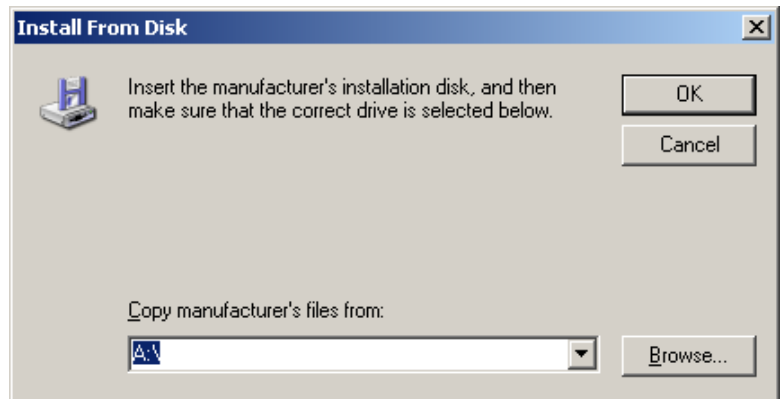 Install From Disk
Insert the manufacturer's installation disk, and then
make sure that the correct drive is selected below.
OK
Cancel
Copy manufacturer's files from:
A:\
Browse...